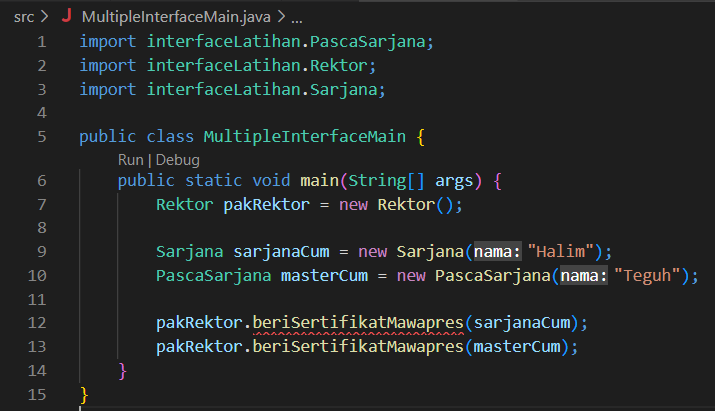 src > J MultipleInterfaceMain.java > ...
1 import interfaceLatihan.PascaSarjana;
2 import interfaceLatihan.Rektor;
3 import interfaceLatihan.Sarjana;
4
5 public class MultipleInterfaceMain {
Run | Debug
6 public static void main(String[] args) {
7 Rektor pakRektor = new Rektor();
8
9 Sarjana sarjanaCum = new Sarjana(nama: "Halim");
10 PascaSarjana masterCum = new PascaSarjana(nama: "Teguh");
11
12 pakRektor.beriSertifikatMawapres(sarjanaCum);
13 pakRektor.beriSertifikatMawapres(masterCum);
14 }
15 }